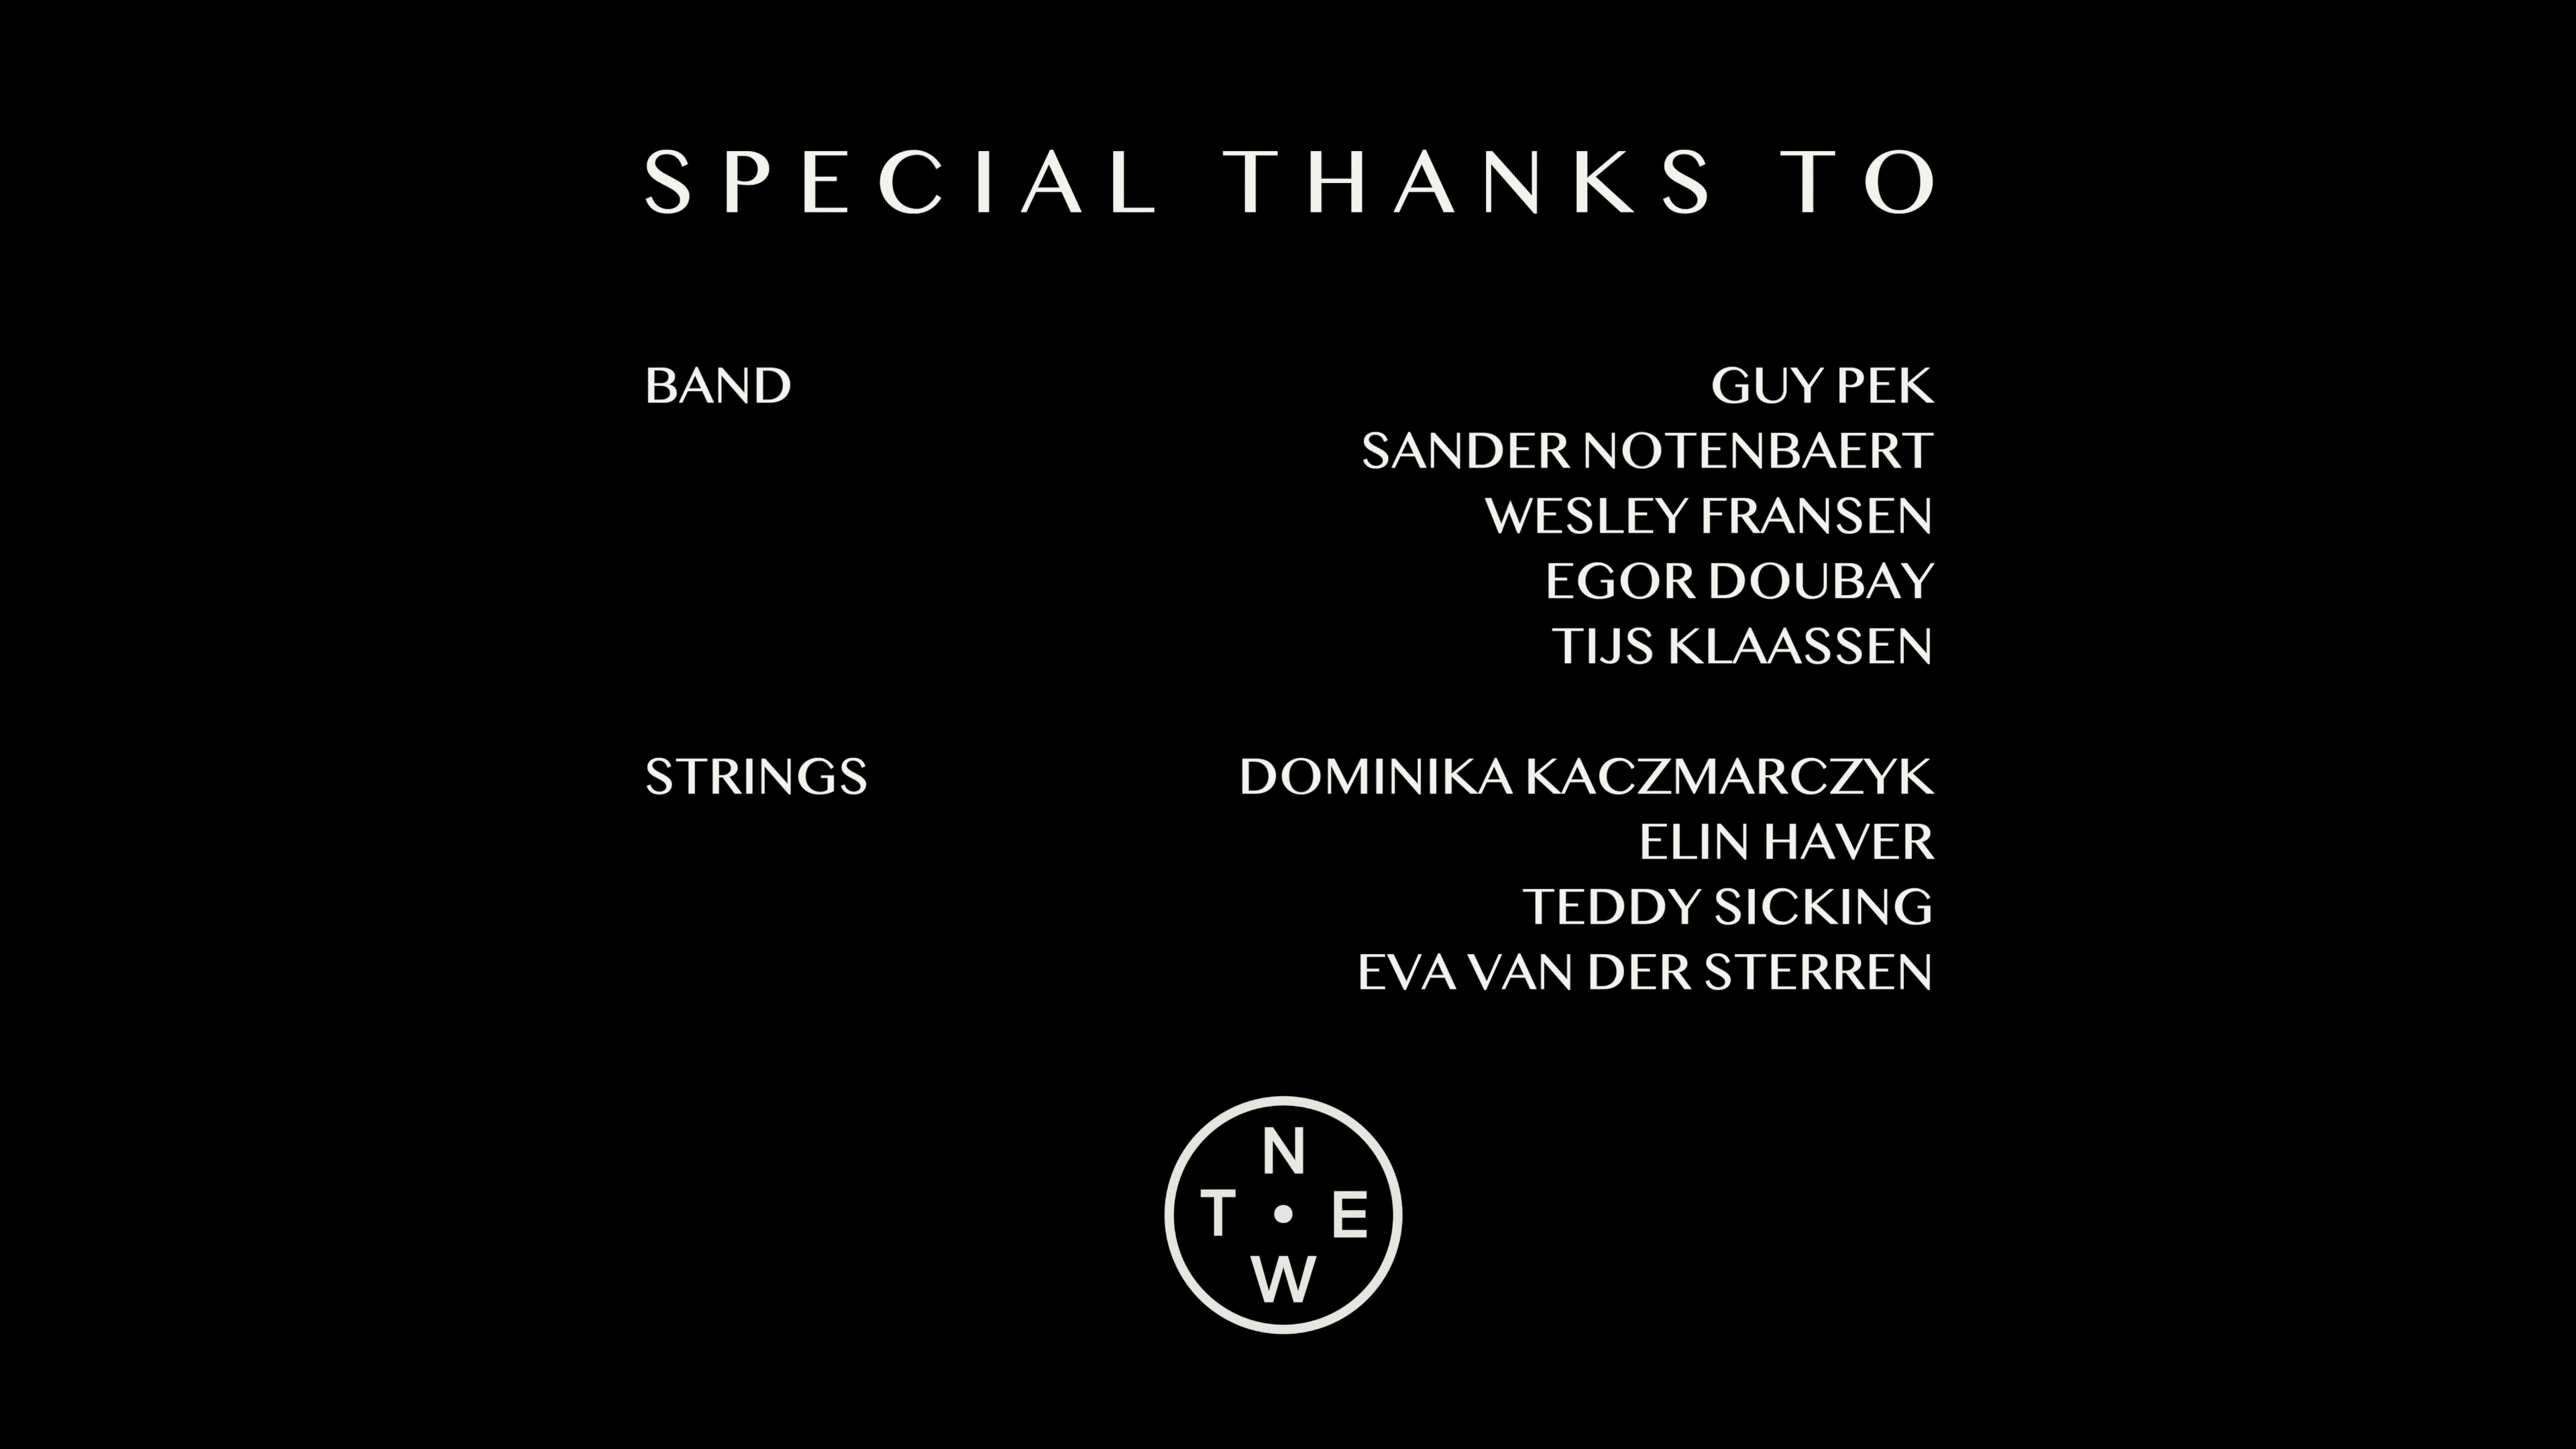 SPECIAL THANKS TO
BAND GUY PEK
SANDER NOTENBAERT
WESLEY FRANSEN
EGOR DOUBAY
TIJS KLAASSEN
STRINGS DOMINIKA KACZMARCZYK
ELIN HAVER
TEDDY SICKING
EVA VAN DER STERREN
N
T • E
W